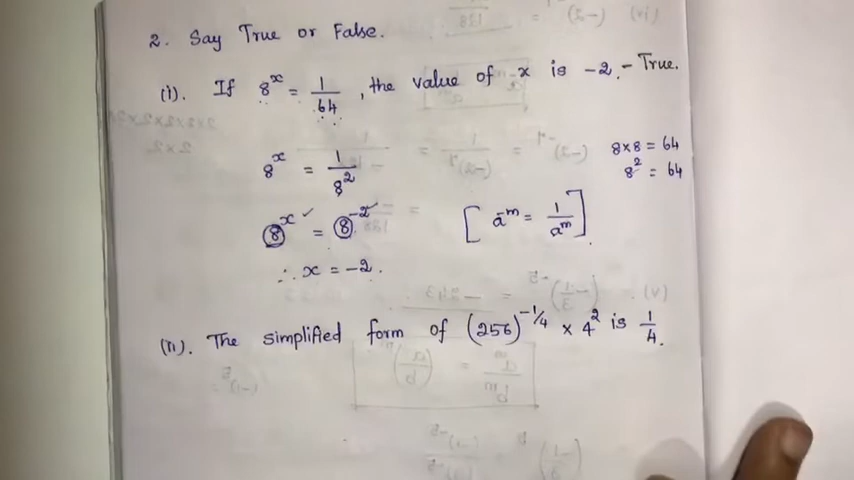 2. Say True or False.
(i). If 8^x = 1/64, the value of x is -2. - True.
8^x = 1/8^2
8 x 8 = 64
8^2 = 64
8^x ✓ = 8^-2 ✓ [a^-m = 1/a^m].
∴ x = -2.
(ii). The simplified form of (256)^-1/4 x 4^2 is 1/4.